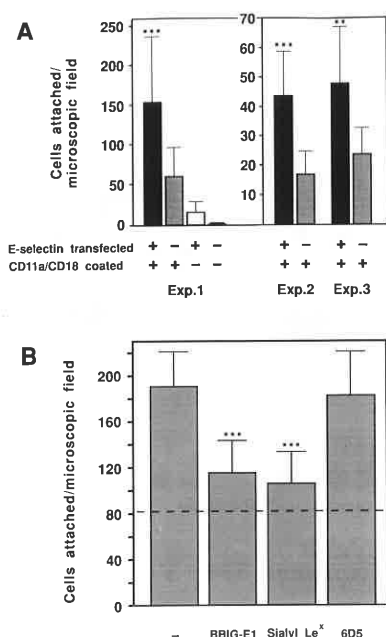 A
Cells attached/
microscopic field
250
200
150
100
50
0
70
60
50
40
30
20
10
***
***
**
E-selectin transfected + − + − + − + −
CD11a/CD18 coated + + − − + + + +
Exp.1 Exp.2 Exp.3
B
Cells attached/microscopic field
200
160
120
80
40
0
***
***
− BBIG-E1 Sialyl Leˣ 6D5